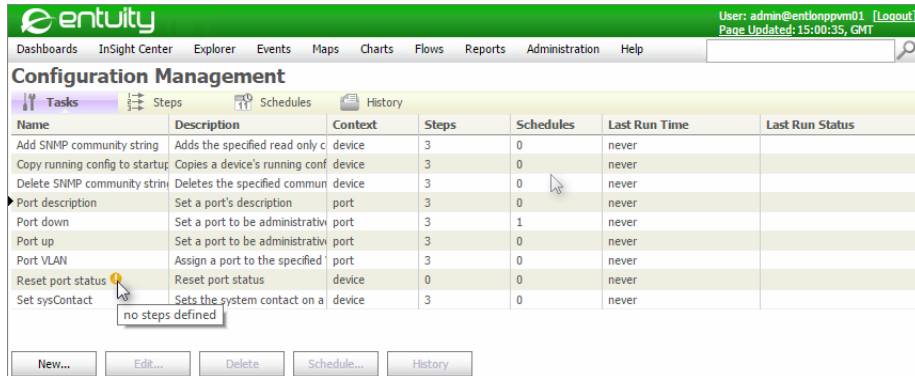 entuity
User: admin@entlonppvm01 [Logout]
Page Updated: 15:00:35, GMT
Dashboards InSight Center Explorer Events Maps Charts Flows Reports Administration Help
Configuration Management
Tasks Steps Schedules History
Name Description Context Steps Schedules Last Run Time Last Run Status
Add SNMP community string Adds the specified read only c device 3 0 never
Copy running config to startup Copies a device's running conf device 3 0 never
Delete SNMP community string Deletes the specified commun device 3 0 never
Port description Set a port's description port 3 0 never
Port down Set a port to be administrativ port 3 1 never
Port up Set a port to be administrativ port 3 0 never
Port VLAN Assign a port to the specified port 3 0 never
Reset port status Reset port status device 0 0 never
Set sysContact Sets the system contact on a device 3 0 never
no steps defined
New... Edit... Delete Schedule... History